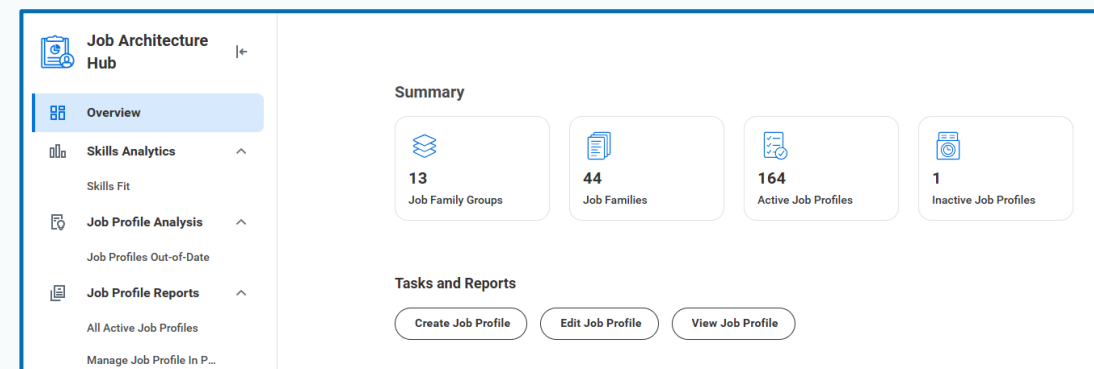 Job Architecture
Hub
Overview
Skills Analytics
Skills Fit
Job Profile Analysis
Job Profiles Out-of-Date
Job Profile Reports
All Active Job Profiles
Manage Job Profile In P...
Summary
13
Job Family Groups
44
Job Families
164
Active Job Profiles
1
Inactive Job Profiles
Tasks and Reports
Create Job Profile
Edit Job Profile
View Job Profile